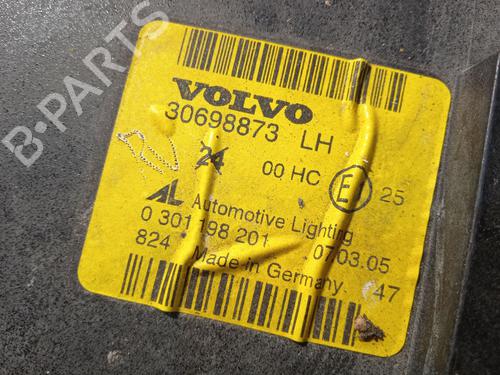 B-PARTS
VOLVO
30698873 LH
24 00 HC E1 25
AL Automotive Lighting
0 301 198 201 07.03.05
824 Made in Germany. 47